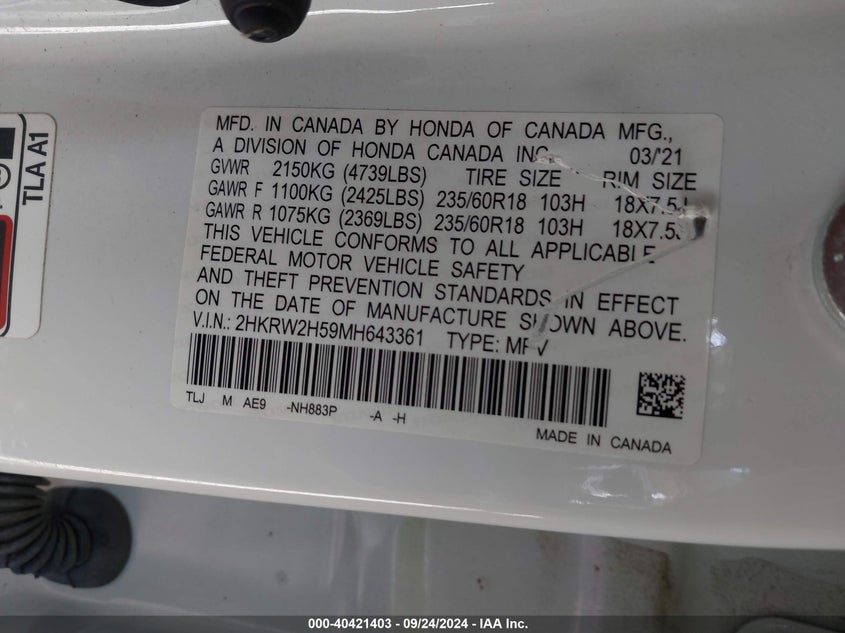 TLA A1
MFD. IN CANADA BY HONDA OF CANADA MFG.,
A DIVISION OF HONDA CANADA INC. 03/'21
GVWR 2150KG (4739LBS) TIRE SIZE RIM SIZE
GAWR F 1100KG (2425LBS) 235/60R18 103H 18X7.5J
GAWR R 1075KG (2369LBS) 235/60R18 103H 18X7.5J
THIS VEHICLE CONFORMS TO ALL APPLICABLE
FEDERAL MOTOR VEHICLE SAFETY
AND THEFT PREVENTION STANDARDS IN EFFECT
ON THE DATE OF MANUFACTURE SHOWN ABOVE.
V.I.N.: 2HKRW2H59MH643361 TYPE: MPV
TLJ M AE9 -NH883P -A -H
MADE IN CANADA
000-40421403 - 09/24/2024 - IAA Inc.